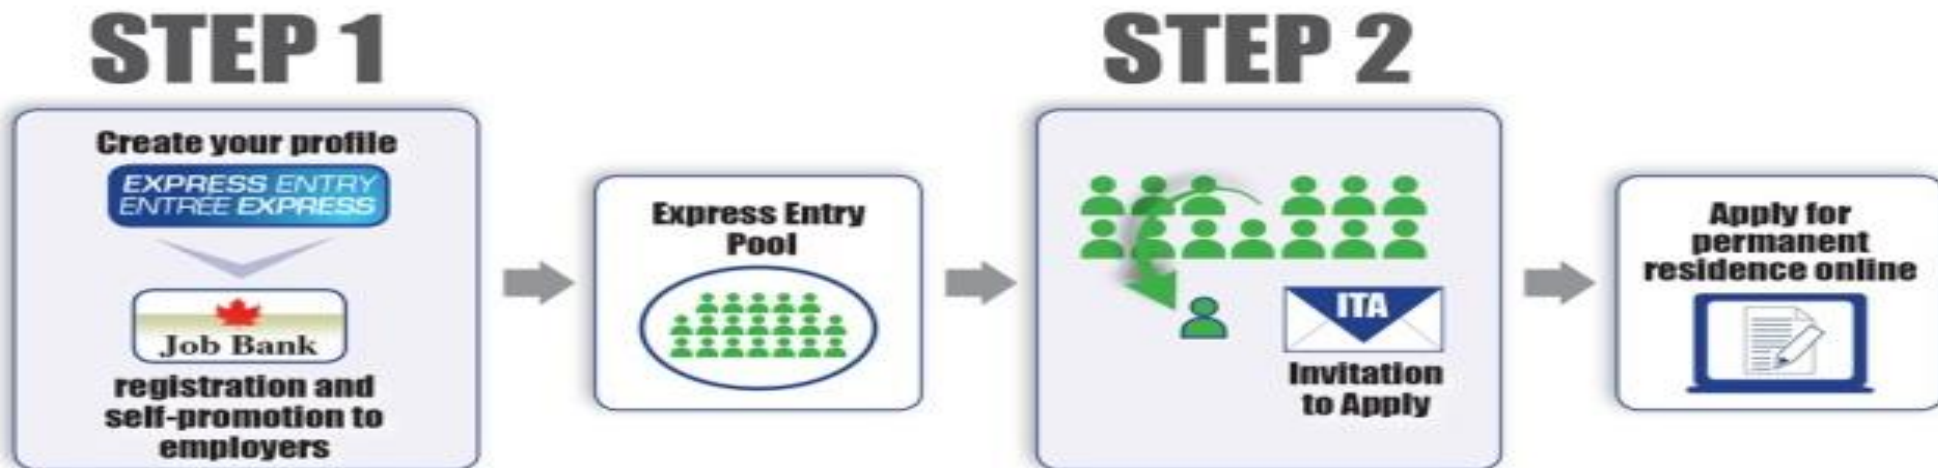 STEP 1
Create your profile
EXPRESS ENTRY
ENTRÉE EXPRESS
Job Bank
registration and
self-promotion to
employers
Express Entry
Pool
STEP 2
ITA
Invitation
to Apply
Apply for
permanent
residence online